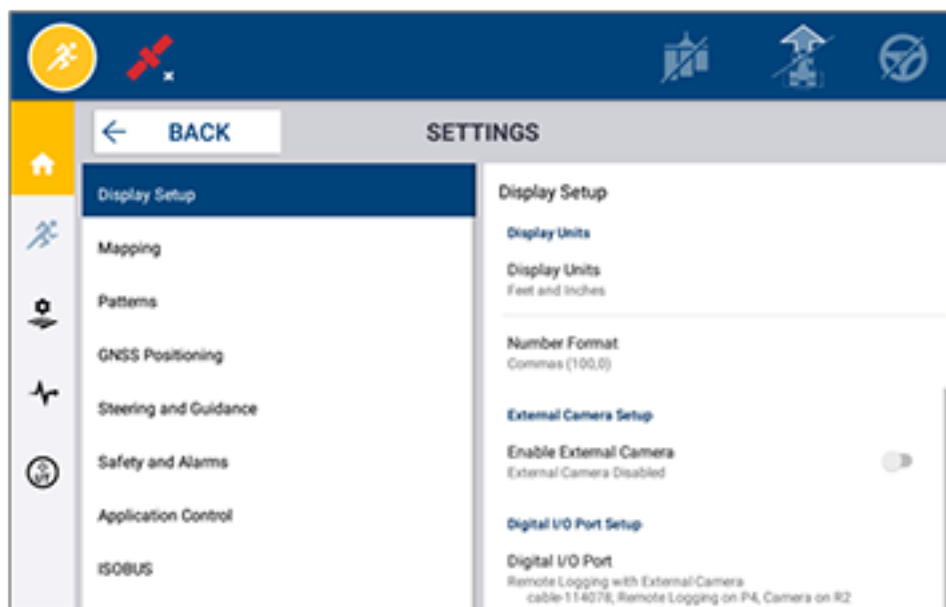 BACK
SETTINGS
Display Setup
Mapping
Patterns
GNSS Positioning
Steering and Guidance
Safety and Alarms
Application Control
ISOBUS
Display Setup
Display Units
Display Units
Feet and Inches
Number Format
Commas (100,0)
External Camera Setup
Enable External Camera
External Camera Disabled
Digital I/O Port Setup
Digital I/O Port
Remote Logging with External Camera
cable-114078, Remote Logging on P4, Camera on R2